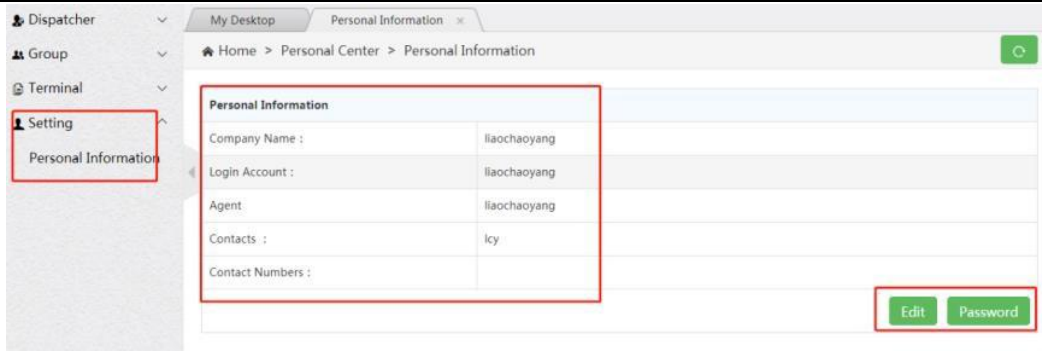 Dispatcher
Group
Terminal
Setting
Personal Information
My Desktop
Personal Information ×
Home > Personal Center > Personal Information
Personal Information
Company Name : liaochaoyang
Login Account : liaochaoyang
Agent liaochaoyang
Contacts : lcy
Contact Numbers :
Edit Password